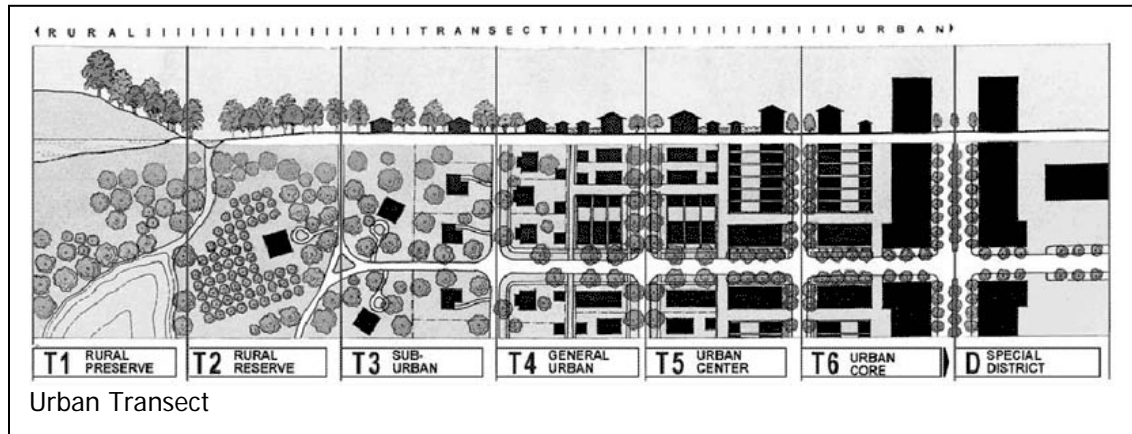 RURAL TRANSECT URBAN
T1 RURAL PRESERVE
T2 RURAL RESERVE
T3 SUB-URBAN
T4 GENERAL URBAN
T5 URBAN CENTER
T6 URBAN CORE
D SPECIAL DISTRICT
Urban Transect